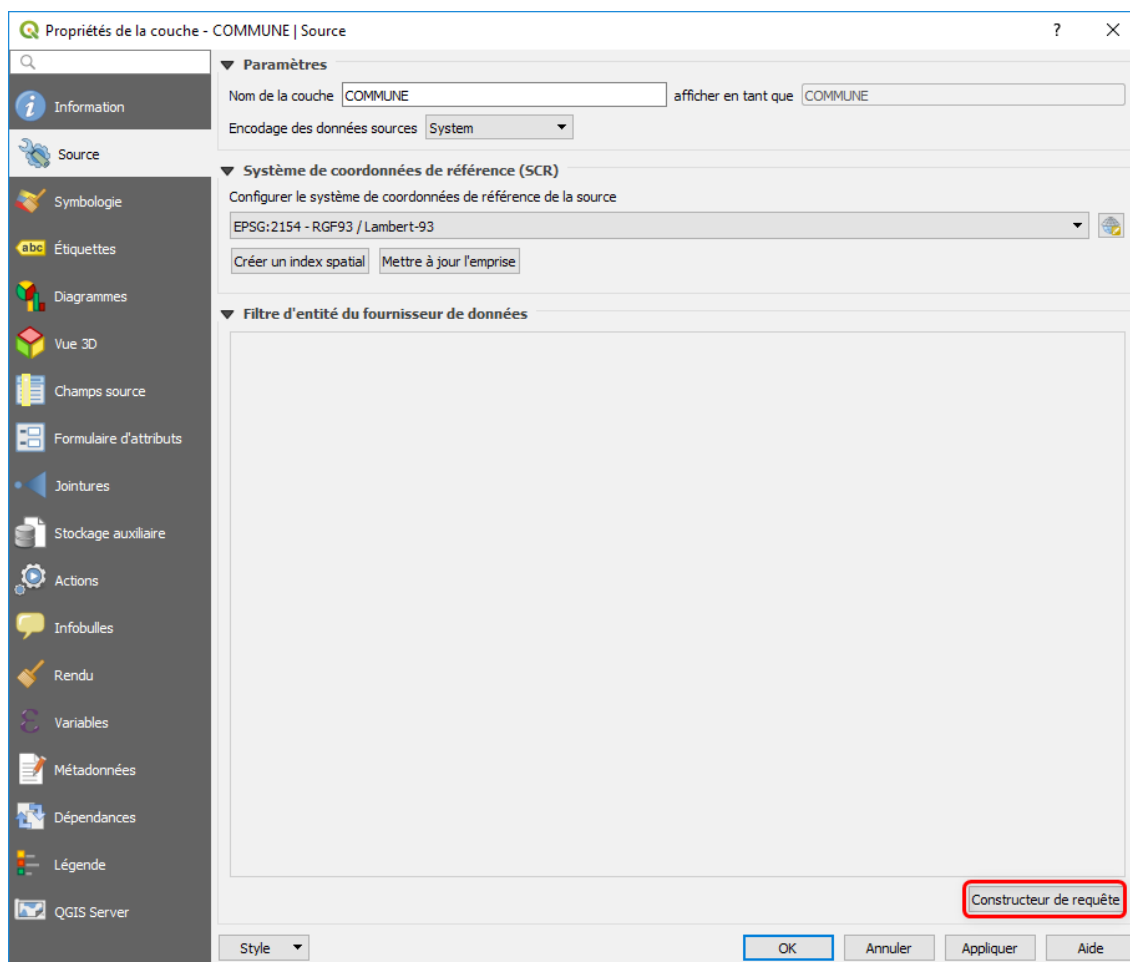 Propriétés de la couche - COMMUNE | Source
?
Information
Source
Symbologie
abc Étiquettes
Diagrammes
Vue 3D
Champs source
Formulaire d'attributs
Jointures
Stockage auxiliaire
Actions
Infobulles
Rendu
Variables
Métadonnées
Dépendances
Légende
QGIS Server
Paramètres
Nom de la couche COMMUNE afficher en tant que COMMUNE
Encodage des données sources System
Système de coordonnées de référence (SCR)
Configurer le système de coordonnées de référence de la source
EPSG:2154 - RGF93 / Lambert-93
Créer un index spatial Mettre à jour l'emprise
Filtre d'entité du fournisseur de données
Constructeur de requête
Style OK Annuler Appliquer Aide